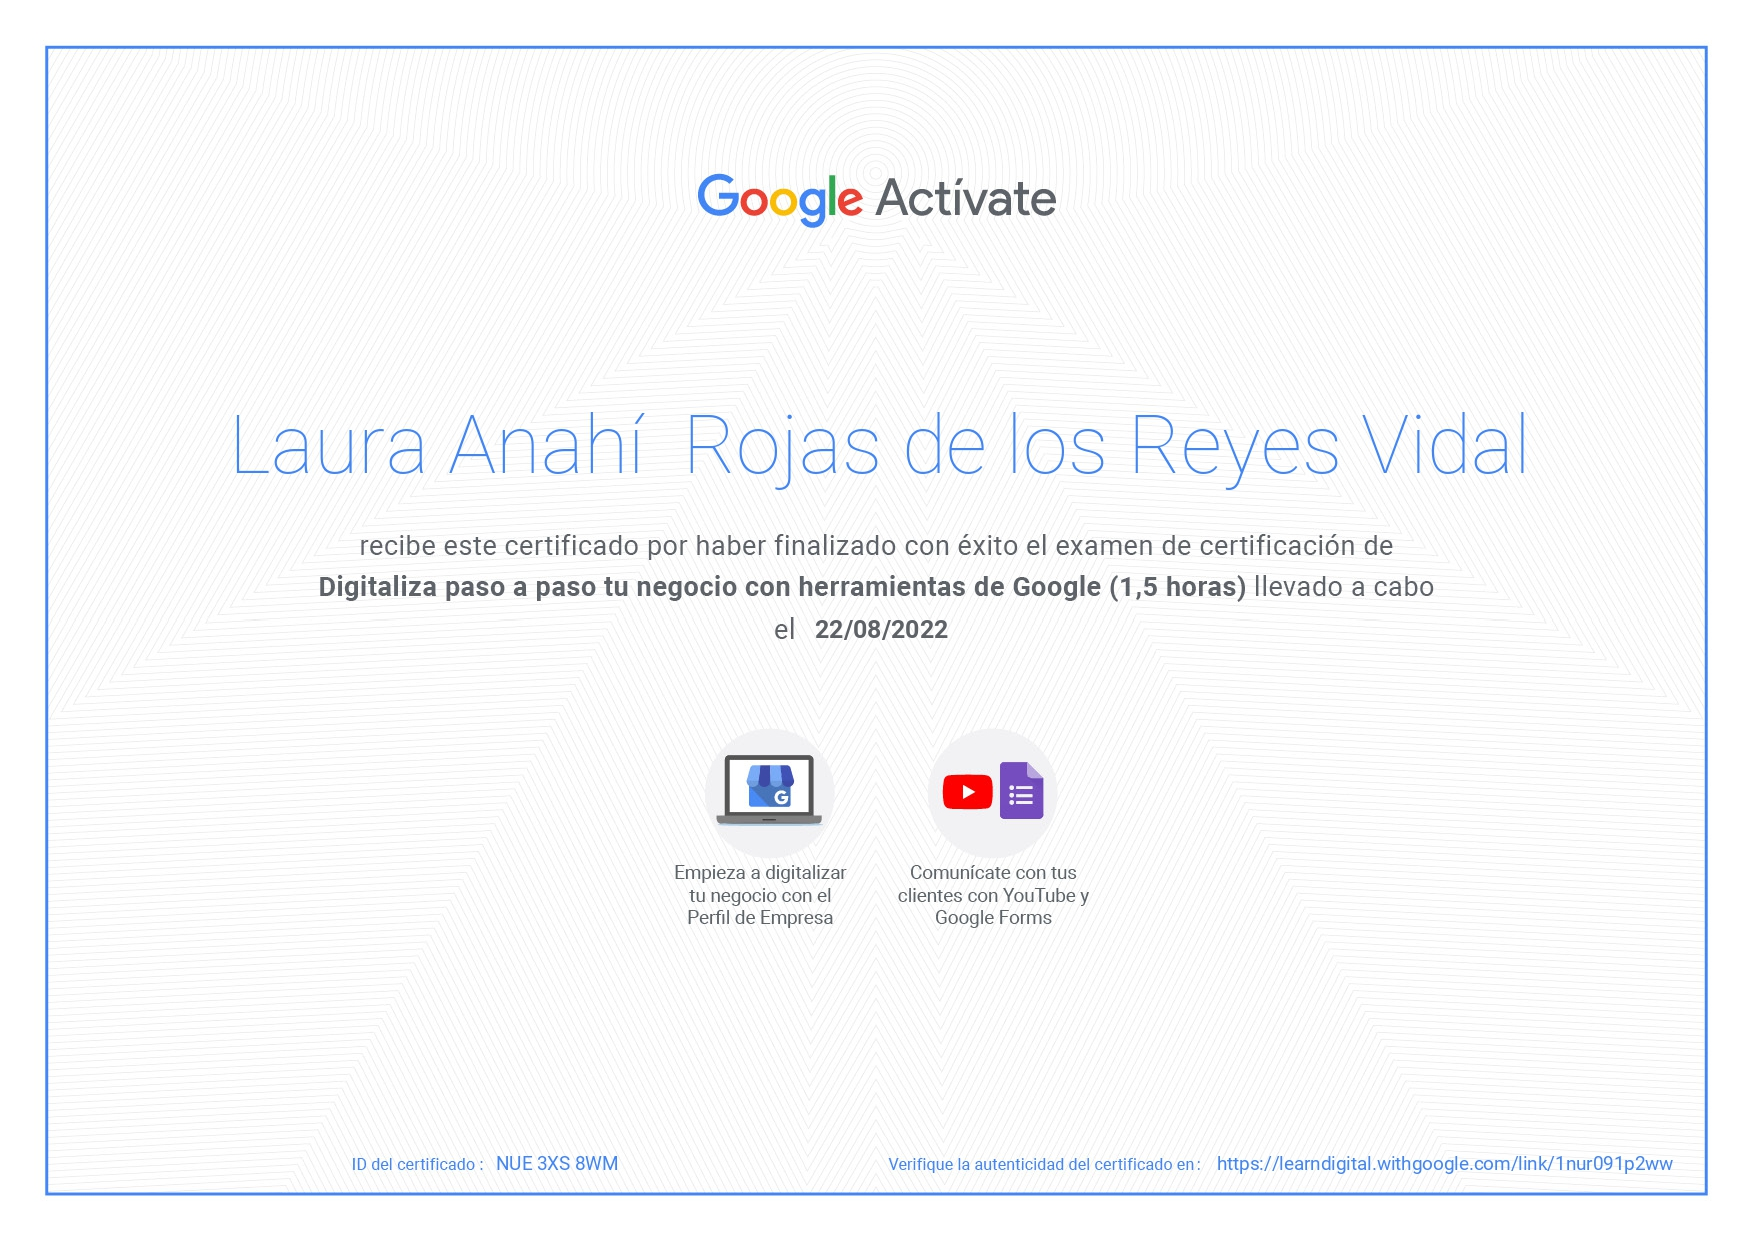 Google Actívate
Laura Anahí  Rojas de los Reyes Vidal
recibe este certificado por haber finalizado con éxito el examen de certificación de
Digitaliza paso a paso tu negocio con herramientas de Google (1,5 horas) llevado a cabo
el 22/08/2022
G
Empieza a digitalizar
tu negocio con el
Perfil de Empresa
Comunícate con tus
clientes con YouTube y
Google Forms
ID del certificado : NUE 3XS 8WM
Verifique la autenticidad del certificado en : https://learndigital.withgoogle.com/link/1nur091p2ww